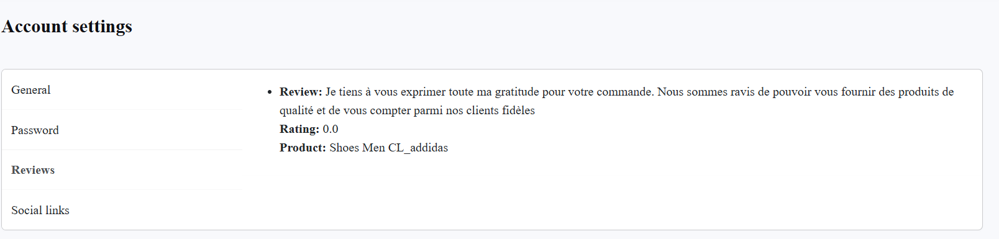 Account settings
General
Password
Reviews
Social links
Review: Je tiens à vous exprimer toute ma gratitude pour votre commande. Nous sommes ravis de pouvoir vous fournir des produits de
qualité et de vous compter parmi nos clients fidèles
Rating: 0.0
Product: Shoes Men CL_addidas